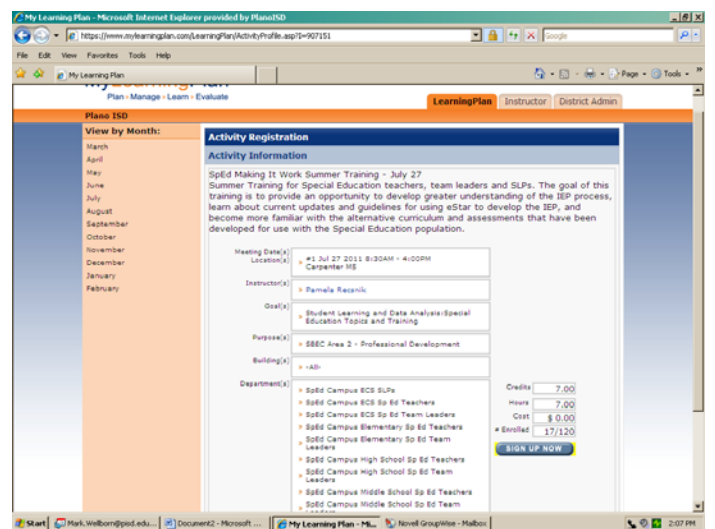 My Learning Plan - Microsoft Internet Explorer provided by PlanoISD
https://www.mylearningplan.com/LearningPlan/ActivityProfile.asp?I=907151
Google
File Edit View Favorites Tools Help
My Learning Plan
Page Tools
Plan · Manage · Learn · Evaluate
LearningPlan Instructor District Admin
Plano ISD
View by Month:
March
April
May
June
July
August
September
October
November
December
January
February
Activity Registration
Activity Information
SpEd Making It Work Summer Training - July 27
Summer Training for Special Education teachers, team leaders and SLPs. The goal of this
training is to provide an opportunity to develop greater understanding of the IEP process,
learn about current updates and guidelines for using eStar to develop the IEP, and
become more familiar with the alternative curriculum and assessments that have been
developed for use with the Special Education population.
Meeting Date(s)
Location(s)
#1 Jul 27 2011 8:30AM - 4:00PM
Carpenter MS
Instructor(s)
Pamela
Goal(s)
Student Learning and Data Analysis:Special
Education Topics and Training
Purpose(s)
SBEC Area 2 - Professional Development
Building(s)
-All-
Department(s)
SpEd Campus ECS SLPs
SpEd Campus ECS Sp Ed Teachers
SpEd Campus ECS Sp Ed Team Leaders
SpEd Campus Elementary Sp Ed Teachers
SpEd Campus Elementary Sp Ed Team
Leaders
SpEd Campus High School Sp Ed Teachers
SpEd Campus High School Sp Ed Team
Leaders
SpEd Campus Middle School Sp Ed Teachers
SpEd Campus Middle School Sp Ed Team
Credits 7.00
Hours 7.00
Cost $ 0.00
# Enrolled 17/120
SIGN UP NOW
Start
Mark.Wellborn@pisd.edu...
Document2 - Microsoft ...
My Learning Plan - Mi...
Novell GroupWise - Mailbox
2:07 PM